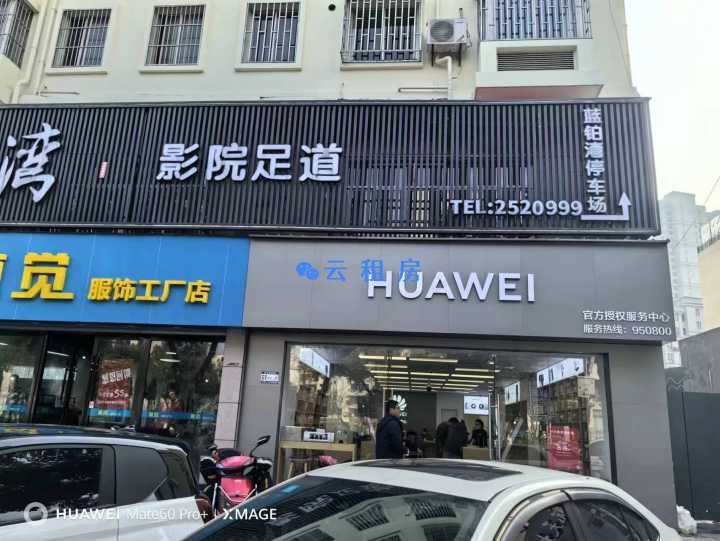 湾 影院足道
TEL:2520999
蓝铂湾停车场
觉 服饰工厂店
云租房
HUAWEI
官方授权服务中心
服务热线：950800
HUAWEI Mate60 Pro+ | XMAGE